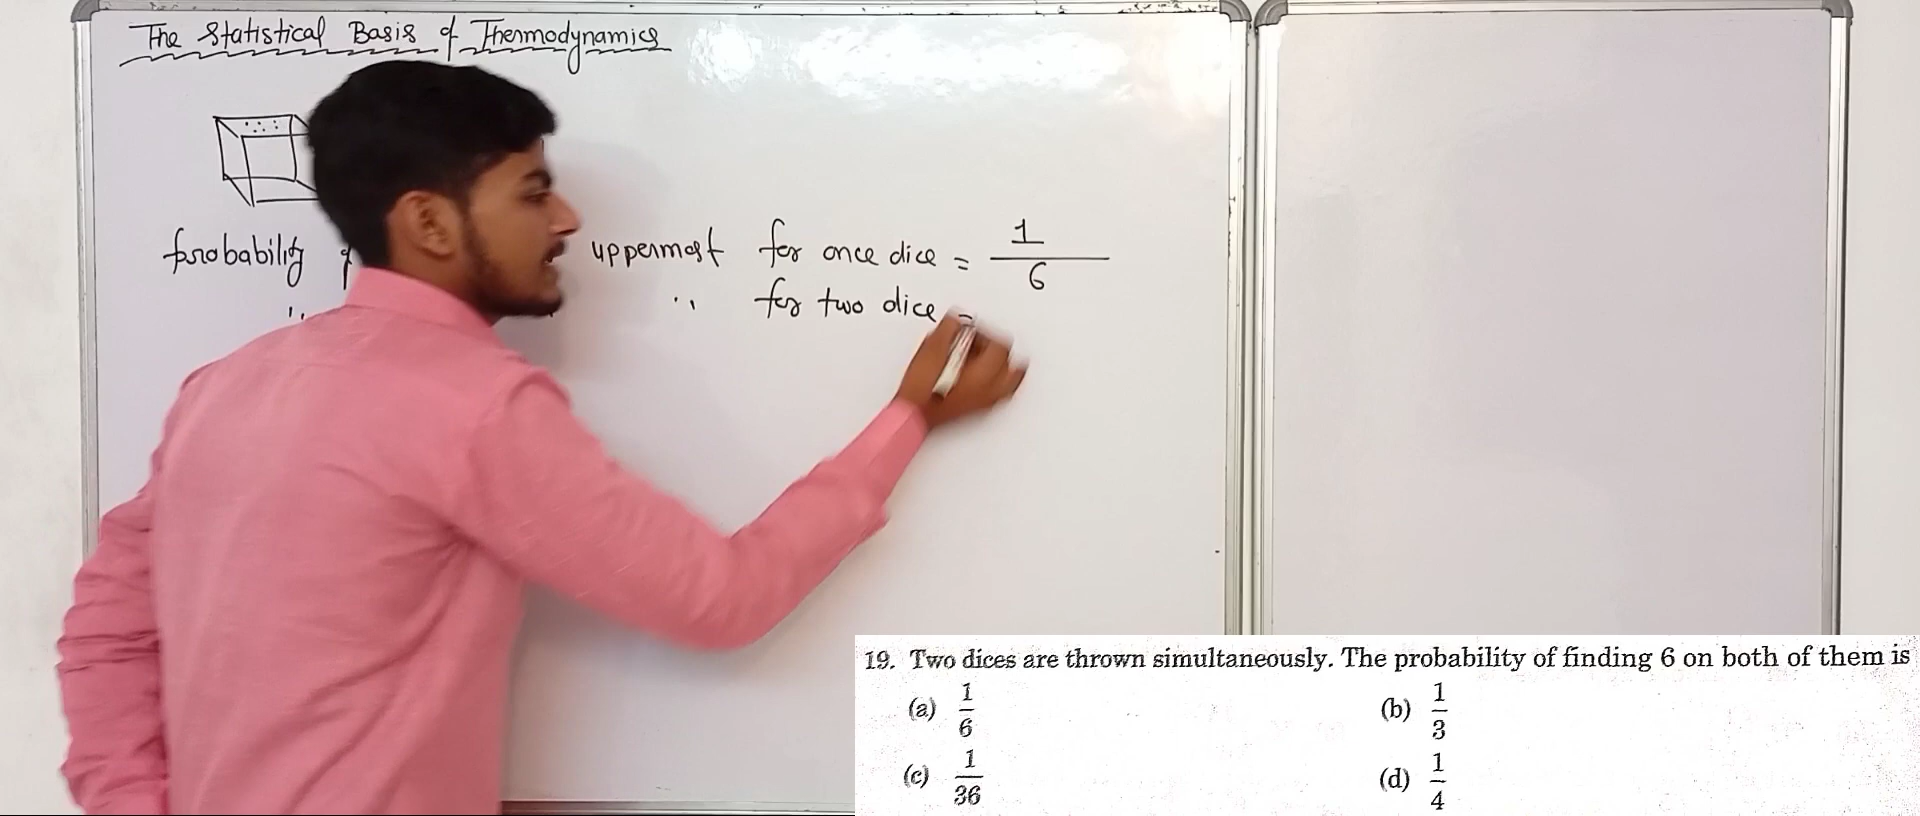 The Statistical Basis of Thermodynamics
probability uppermost for once dice = 1/6
" " for two dice =
19. Two dices are thrown simultaneously. The probability of finding 6 on both of them is
(a) 1/6 (b) 1/3
(c) 1/36 (d) 1/4